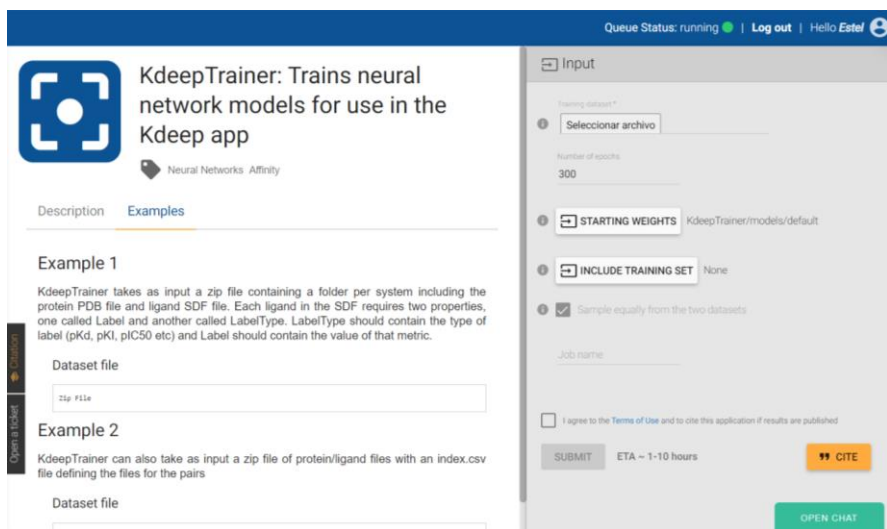 Queue Status: running | Log out | Hello Estel
KdeepTrainer: Trains neural
network models for use in the
Kdeep app
Neural Networks Affinity
Description Examples
Example 1
KdeepTrainer takes as input a zip file containing a folder per system including the
protein PDB file and ligand SDF file. Each ligand in the SDF requires two properties,
one called Label and another called LabelType. LabelType should contain the type of
label (pKd, pKI, pIC50 etc) and Label should contain the value of that metric.
Dataset file
Zip File
Example 2
KdeepTrainer can also take as input a zip file of protein/ligand files with an index.csv
file defining the files for the pairs
Dataset file
Citation
Open a ticket
Input
Training dataset *
Seleccionar archivo
Number of epochs
300
STARTING WEIGHTS KdeepTrainer/models/default
INCLUDE TRAINING SET None
Sample equally from the two datasets
Job name
I agree to the Terms of Use and to cite this application if results are published
SUBMIT ETA ~ 1-10 hours
CITE
OPEN CHAT